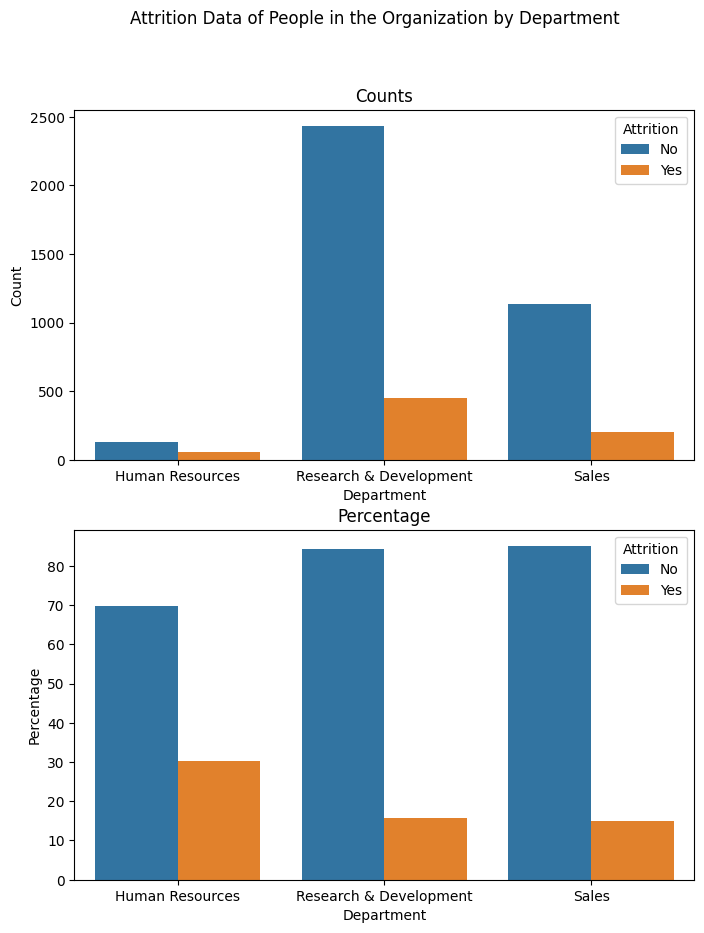 Attrition Data of People in the Organization by Department
Counts
2500
2000
1500
1000
500
0
Count
Attrition
No
Yes
Human Resources Research & Development Sales
Department
Percentage
80
70
60
50
40
30
20
10
0
Percentage
Attrition
No
Yes
Human Resources Research & Development Sales
Department